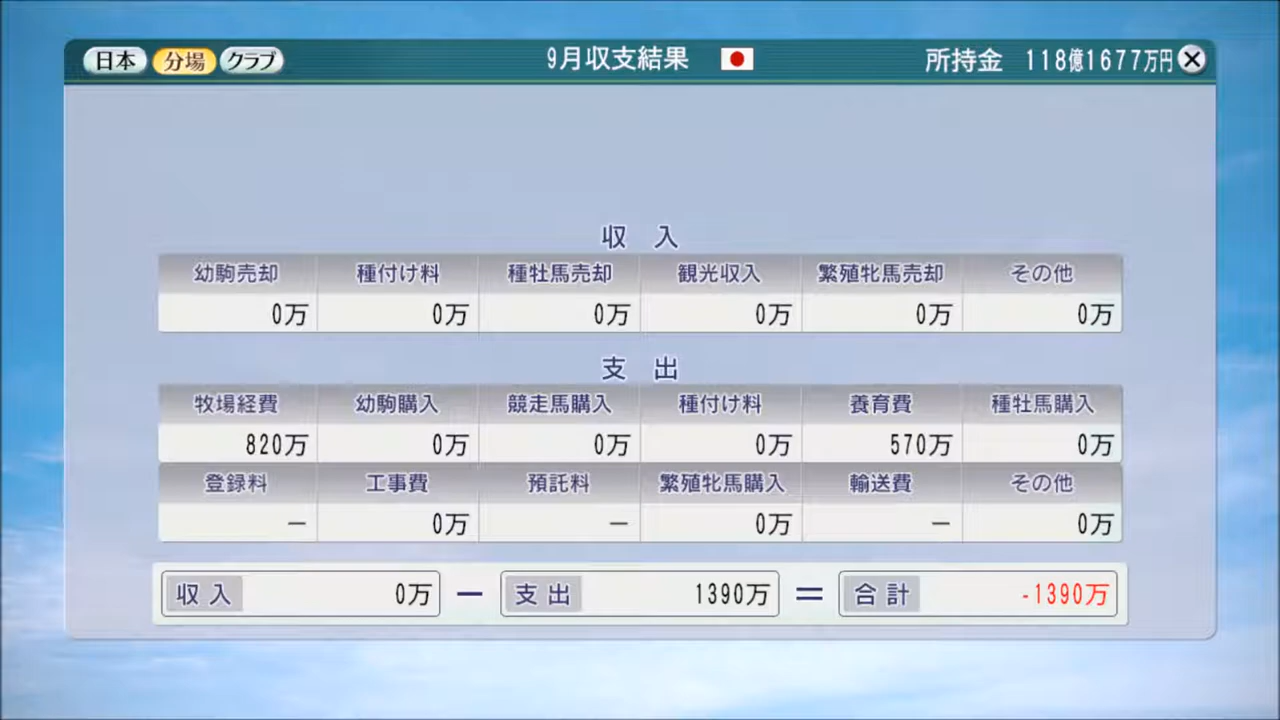 日本 分場 クラブ 9月収支結果 所持金 118億1677万円
収 入
幼駒売却 種付け料 種牡馬売却 観光収入 繁殖牝馬売却 その他
0万 0万 0万 0万 0万 0万
支 出
牧場経費 幼駒購入 競走馬購入 種付け料 養育費 種牡馬購入
820万 0万 0万 0万 570万 0万
登録料 工事費 預託料 繁殖牝馬購入 輸送費 その他
― 0万 ― 0万 ― 0万
収入 0万 － 支出 1390万 ＝ 合計 -1390万